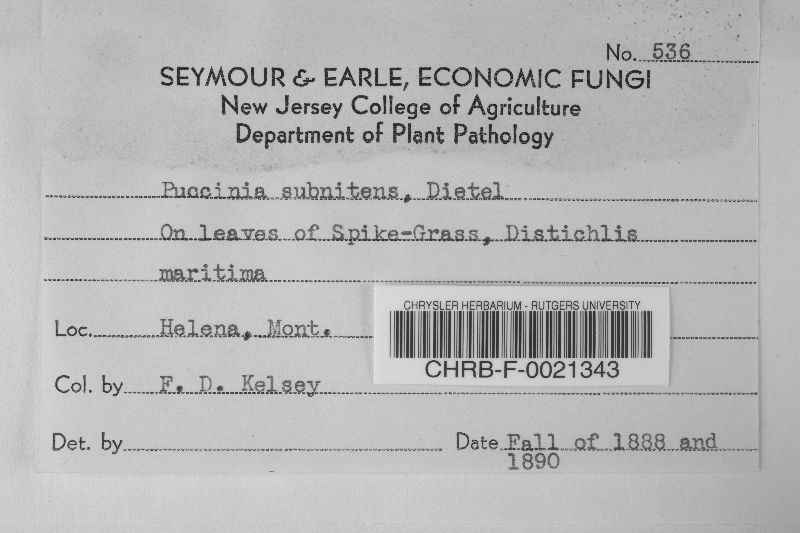 No. 536
SEYMOUR & EARLE, ECONOMIC FUNGI
New Jersey College of Agriculture
Department of Plant Pathology
Puccinia subnitens, Dietel
On leaves of Spike-Grass, Distichlis
maritima
Loc. Helena, Mont.
CHRYSLER HERBARIUM - RUTGERS UNIVERSITY
CHRB-F-0021343
Col. by F. D. Kelsey
Det. by
Date Fall of 1888 and
1890